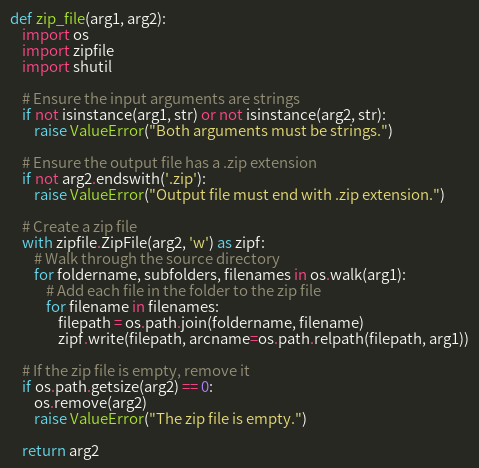 def zip_file(arg1, arg2):
    import os
    import zipfile
    import shutil

    # Ensure the input arguments are strings
    if not isinstance(arg1, str) or not isinstance(arg2, str):
        raise ValueError("Both arguments must be strings.")

    # Ensure the output file has a .zip extension
    if not arg2.endswith('.zip'):
        raise ValueError("Output file must end with .zip extension.")

    # Create a zip file
    with zipfile.ZipFile(arg2, 'w') as zipf:
        # Walk through the source directory
        for foldername, subfolders, filenames in os.walk(arg1):
            # Add each file in the folder to the zip file
            for filename in filenames:
                filepath = os.path.join(foldername, filename)
                zipf.write(filepath, arcname=os.path.relpath(filepath, arg1))

    # If the zip file is empty, remove it
    if os.path.getsize(arg2) == 0:
        os.remove(arg2)
        raise ValueError("The zip file is empty.")

    return arg2